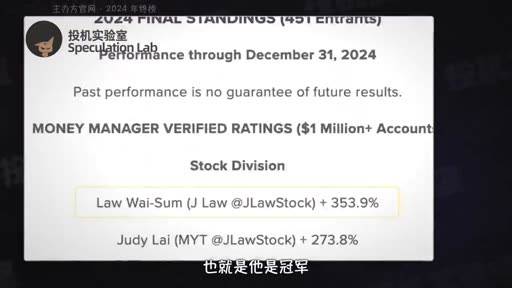 主办方官网 · 2024 年终榜
2024 FINAL STANDINGS (451 Entrants)
投机实验室
Speculation Lab
Performance through December 31, 2024
Past performance is no guarantee of future results.
MONEY MANAGER VERIFIED RATINGS ($1 Million+ Accounts
Stock Division
Law Wai-Sum (J Law @JLawStock) + 353.9%
Judy Lai (MYT @JLawStock) + 273.8%
也就是他是冠军